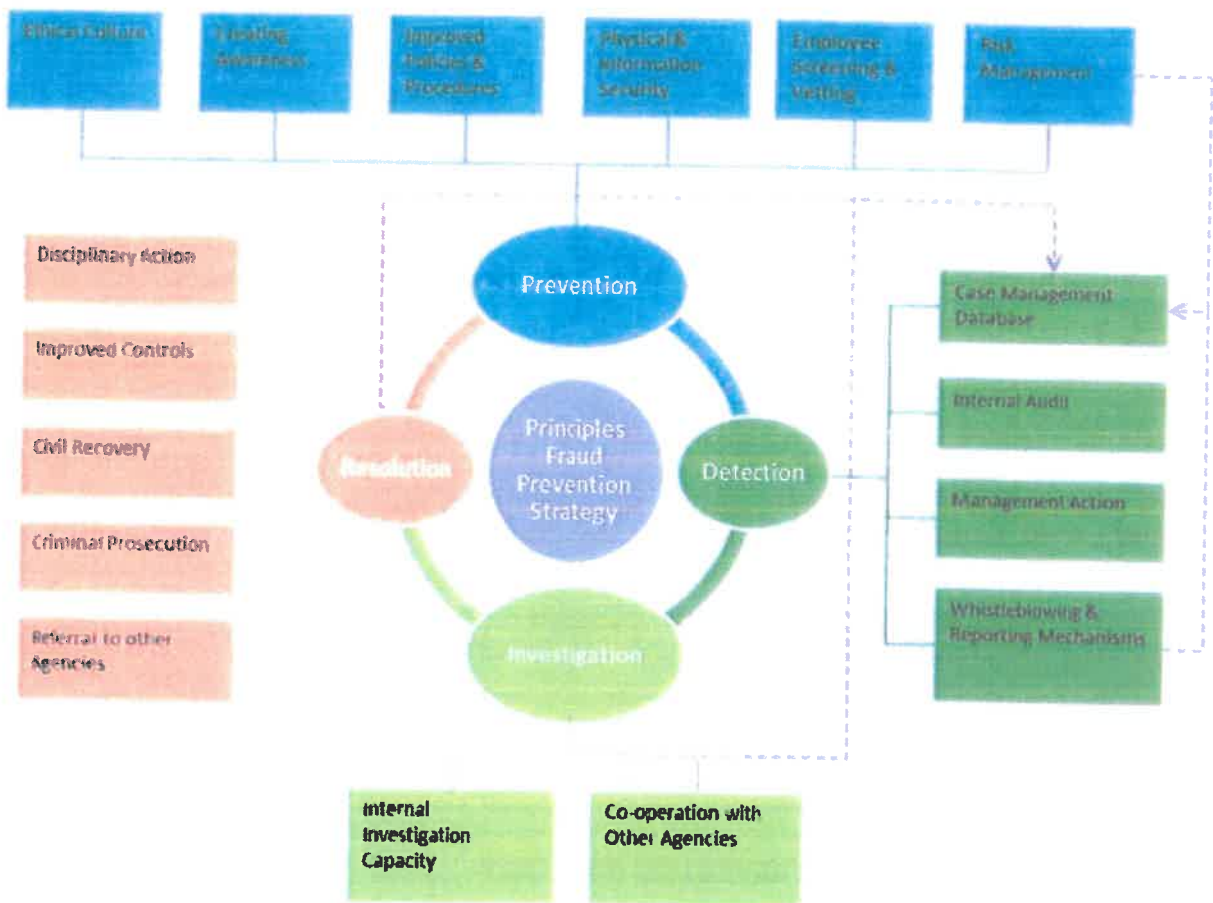 Ethical Culture
Creating
Awareness
Improved
Policies &
Procedures
Physical &
Information
Security
Employee
Screening &
Vetting
Risk
Management
Prevention
Disciplinary Action
Improved Controls
Civil Recovery
Criminal Prosecution
Referral to other
Agencies
Resolution
Principles
Fraud
Prevention
Strategy
Detection
Case Management
Database
Internal Audit
Management Action
Whistleblowing &
Reporting Mechanisms
Investigation
Internal
Investigation
Capacity
Co-operation with
Other Agencies